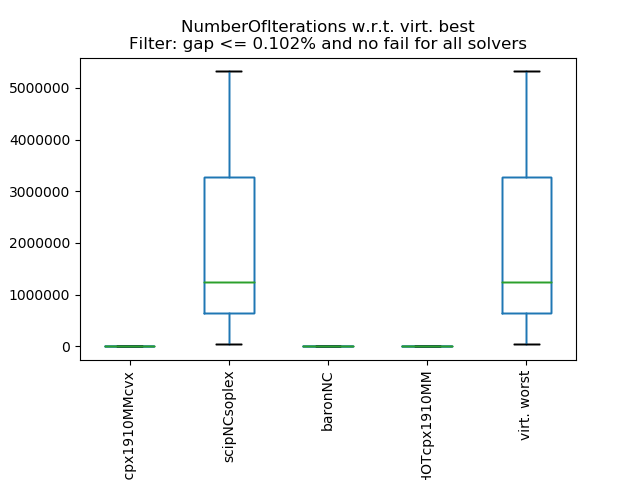 NumberOfIterations w.r.t. virt. best
Filter: gap <= 0.102% and no fail for all solvers
5000000
4000000
3000000
2000000
1000000
0
cpx1910MMcvx
scipNCsoplex
baronNC
HOTcpx1910MM
virt. worst